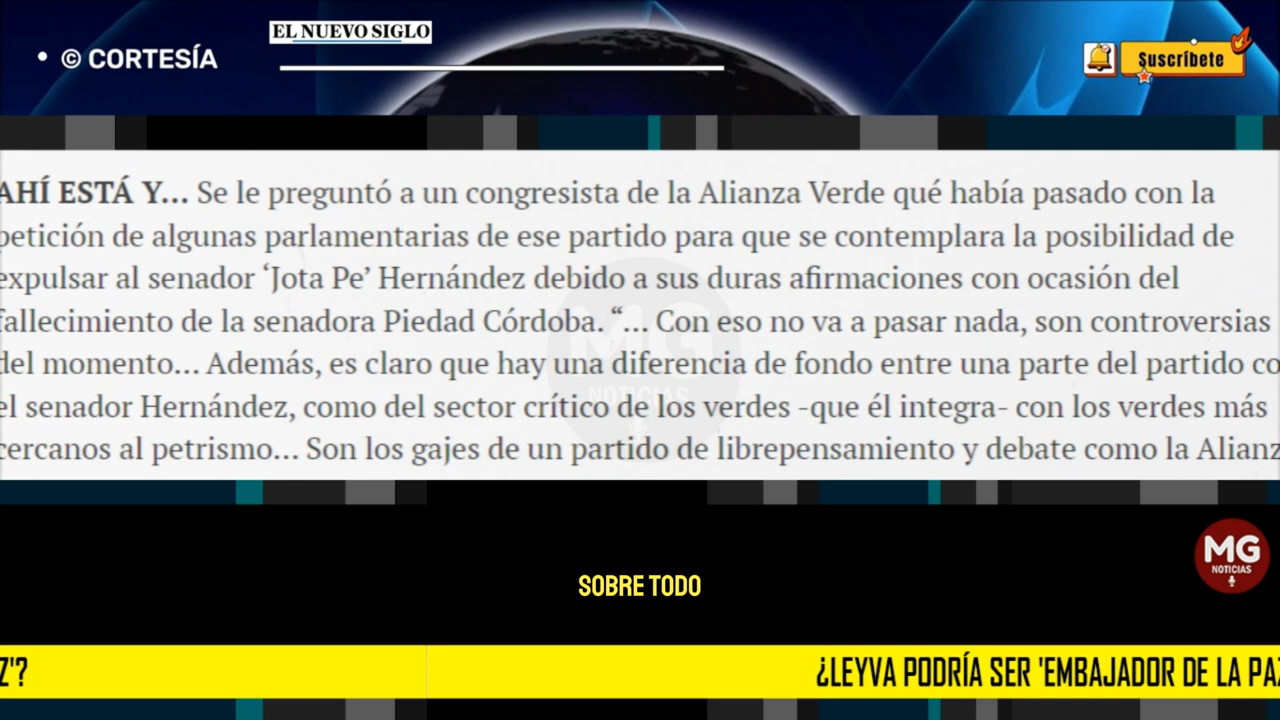 EL NUEVO SIGLO
• © CORTESÍA
Suscríbete
AHÍ ESTÁ Y... Se le preguntó a un congresista de la Alianza Verde qué había pasado con la
petición de algunas parlamentarias de ese partido para que se contemplara la posibilidad de
expulsar al senador ‘Jota Pe’ Hernández debido a sus duras afirmaciones con ocasión del
fallecimiento de la senadora Piedad Córdoba. “... Con eso no va a pasar nada, son controversias
del momento... Además, es claro que hay una diferencia de fondo entre una parte del partido co
el senador Hernández, como del sector crítico de los verdes -que él integra- con los verdes más
cercanos al petrismo... Son los gajes de un partido de librepensamiento y debate como la Alianz
MG
NOTICIAS
MG
NOTICIAS
SOBRE TODO
Z'?
¿LEYVA PODRÍA SER 'EMBAJADOR DE LA PAZ